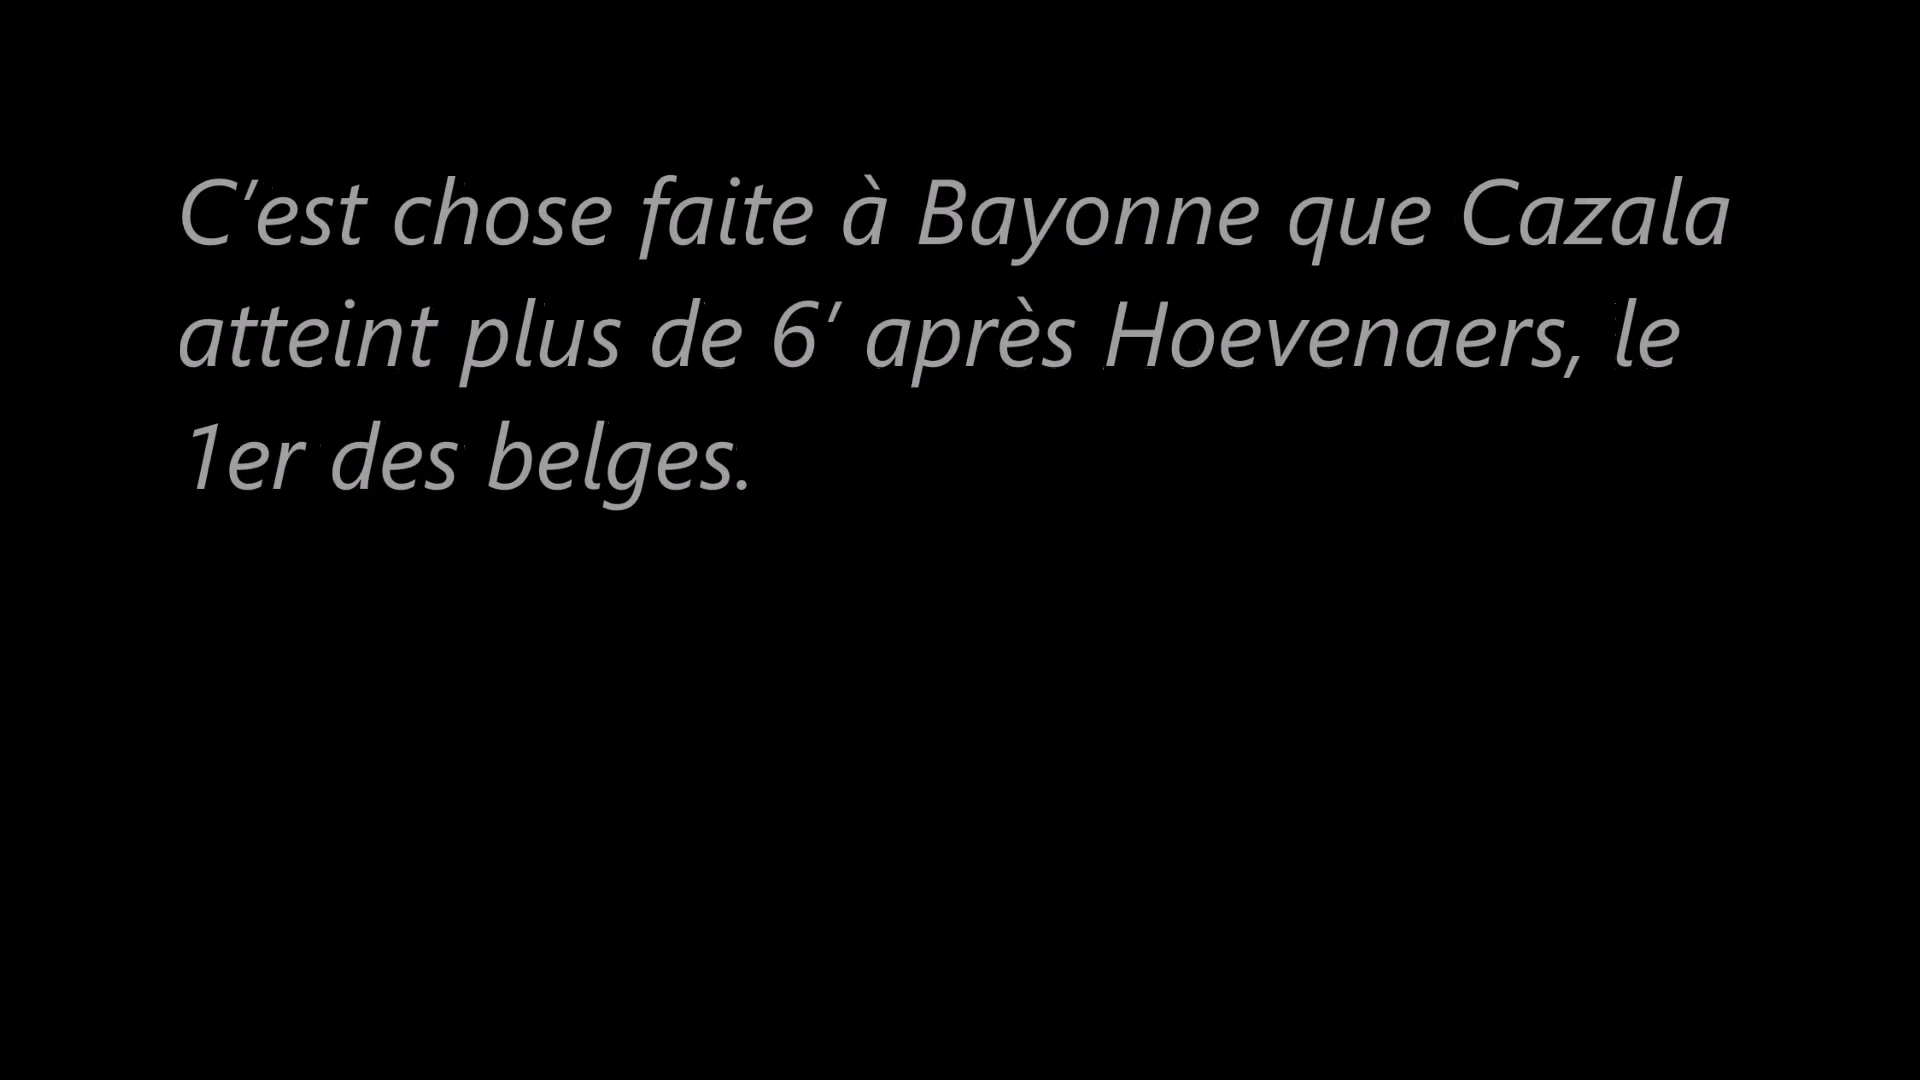 C’est chose faite à Bayonne que Cazala
atteint plus de 6’ après Hoevenaers, le
1er des belges.